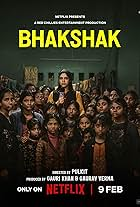 NETFLIX PRESENTS
A RED CHILLIES ENTERTAINMENT PRODUCTION
BHAKSHAK
DIRECTED BY PULKIT
PRODUCED BY GAURI KHAN & GAURAV VERMA
ONLY ON NETFLIX | 9 FEB